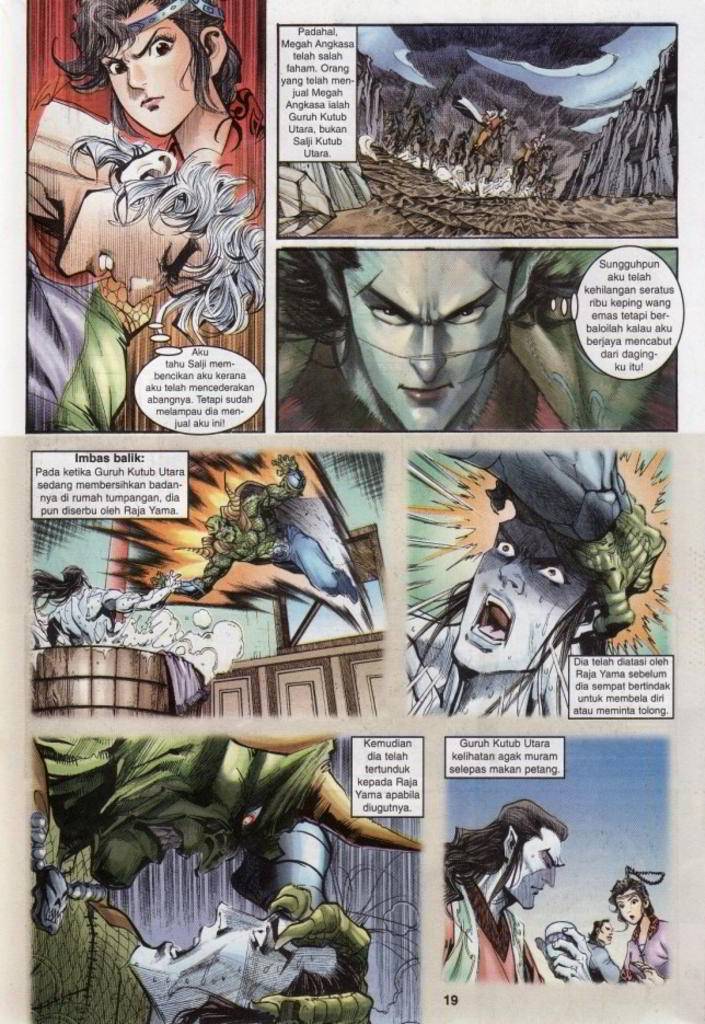 Padahal,
Megah Angkasa
telah salah
faham. Orang
yang telah men-
jual Megah
Angkasa ialah
Guruh Kutub
Utara, bukan
Salji Kutub
Utara.
Aku
tahu Salji mem-
bencikan aku kerana
aku telah mencederakan
abangnya. Tetapi sudah
melampau dia men-
jual aku ini!
Sungguhpun
aku telah
kehilangan seratus
ribu keping wang
emas tetapi ber-
baloilah kalau aku
berjaya mencabut
duri dari daging-
ku itu!
Imbas balik:
Pada ketika Guruh Kutub Utara
sedang membersihkan badan-
nya di rumah tumpangan, dia
pun diserbu oleh Raja Yama.
Dia telah diatasi oleh
Raja Yama sebelum
dia sempat bertindak
untuk membela diri
atau meminta tolong.
Kemudian
dia telah
tertunduk
kepada Raja
Yama apabila
diugutnya.
Guruh Kutub Utara
kelihatan agak muram
selepas makan petang.
19